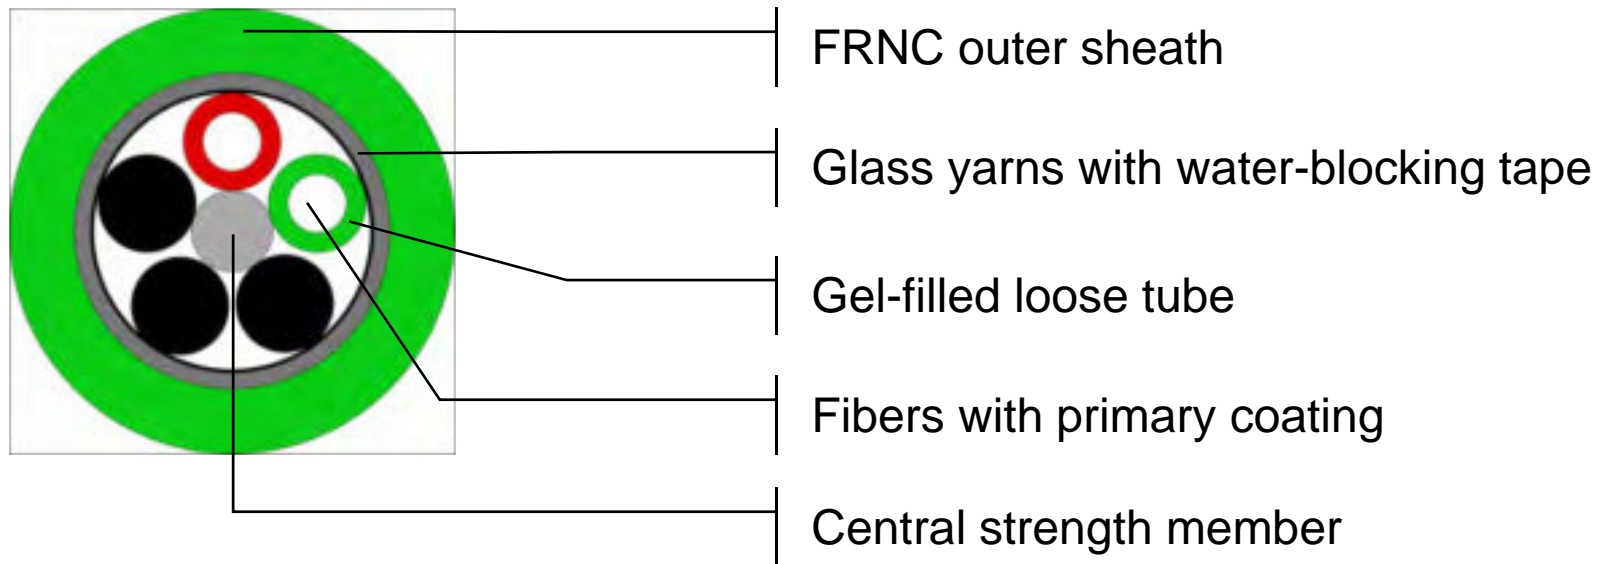 FRNC outer sheath
Glass yarns with water-blocking tape
Gel-filled loose tube
Fibers with primary coating
Central strength member